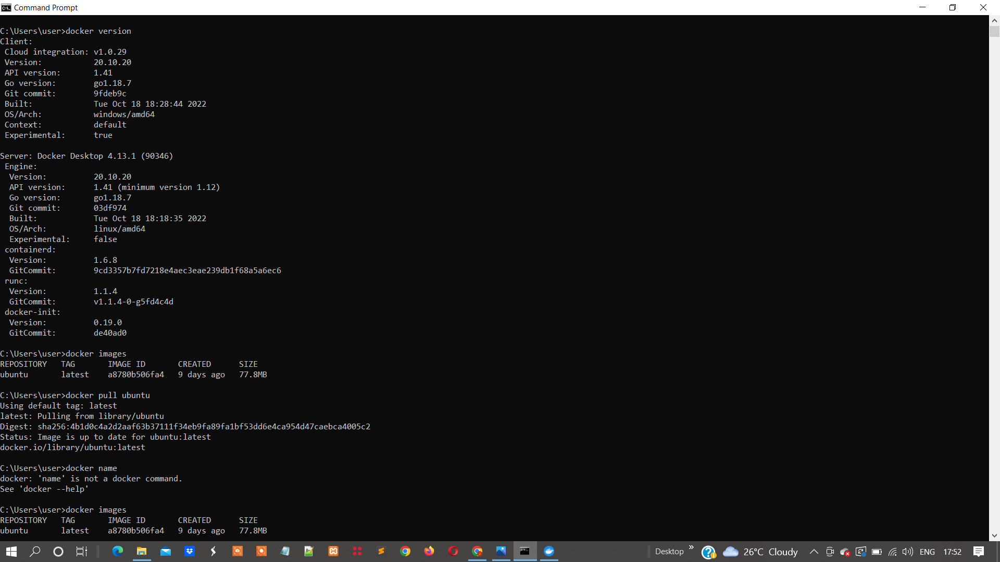 Command Prompt
C:\Users\user>docker version
Client:
 Cloud integration: v1.0.29
 Version:           20.10.20
 API version:       1.41
 Go version:        go1.18.7
 Git commit:        9fdeb9c
 Built:             Tue Oct 18 18:28:44 2022
 OS/Arch:           windows/amd64
 Context:           default
 Experimental:      true
Server: Docker Desktop 4.13.1 (90346)
 Engine:
  Version:          20.10.20
  API version:      1.41 (minimum version 1.12)
  Go version:       go1.18.7
  Git commit:       03df974
  Built:            Tue Oct 18 18:18:35 2022
  OS/Arch:          linux/amd64
  Experimental:     false
 containerd:
  Version:          1.6.8
  GitCommit:        9cd3357b7fd7218e4aec3eae239db1f68a5a6ec6
 runc:
  Version:          1.1.4
  GitCommit:        v1.1.4-0-g5fd4c4d
 docker-init:
  Version:          0.19.0
  GitCommit:        de40ad0
C:\Users\user>docker images
REPOSITORY   TAG       IMAGE ID       CREATED      SIZE
ubuntu       latest    a8780b506fa4   9 days ago   77.8MB
C:\Users\user>docker pull ubuntu
Using default tag: latest
latest: Pulling from library/ubuntu
Digest: sha256:4b1d0c4a2d2aaf63b37111f34eb9fa89fa1bf53dd6e4ca954d47caebca4005c2
Status: Image is up to date for ubuntu:latest
docker.io/library/ubuntu:latest
C:\Users\user>docker name
docker: 'name' is not a docker command.
See 'docker --help'
C:\Users\user>docker images
REPOSITORY   TAG       IMAGE ID       CREATED      SIZE
ubuntu       latest    a8780b506fa4   9 days ago   77.8MB
Desktop » 26°C Cloudy ENG 17:52